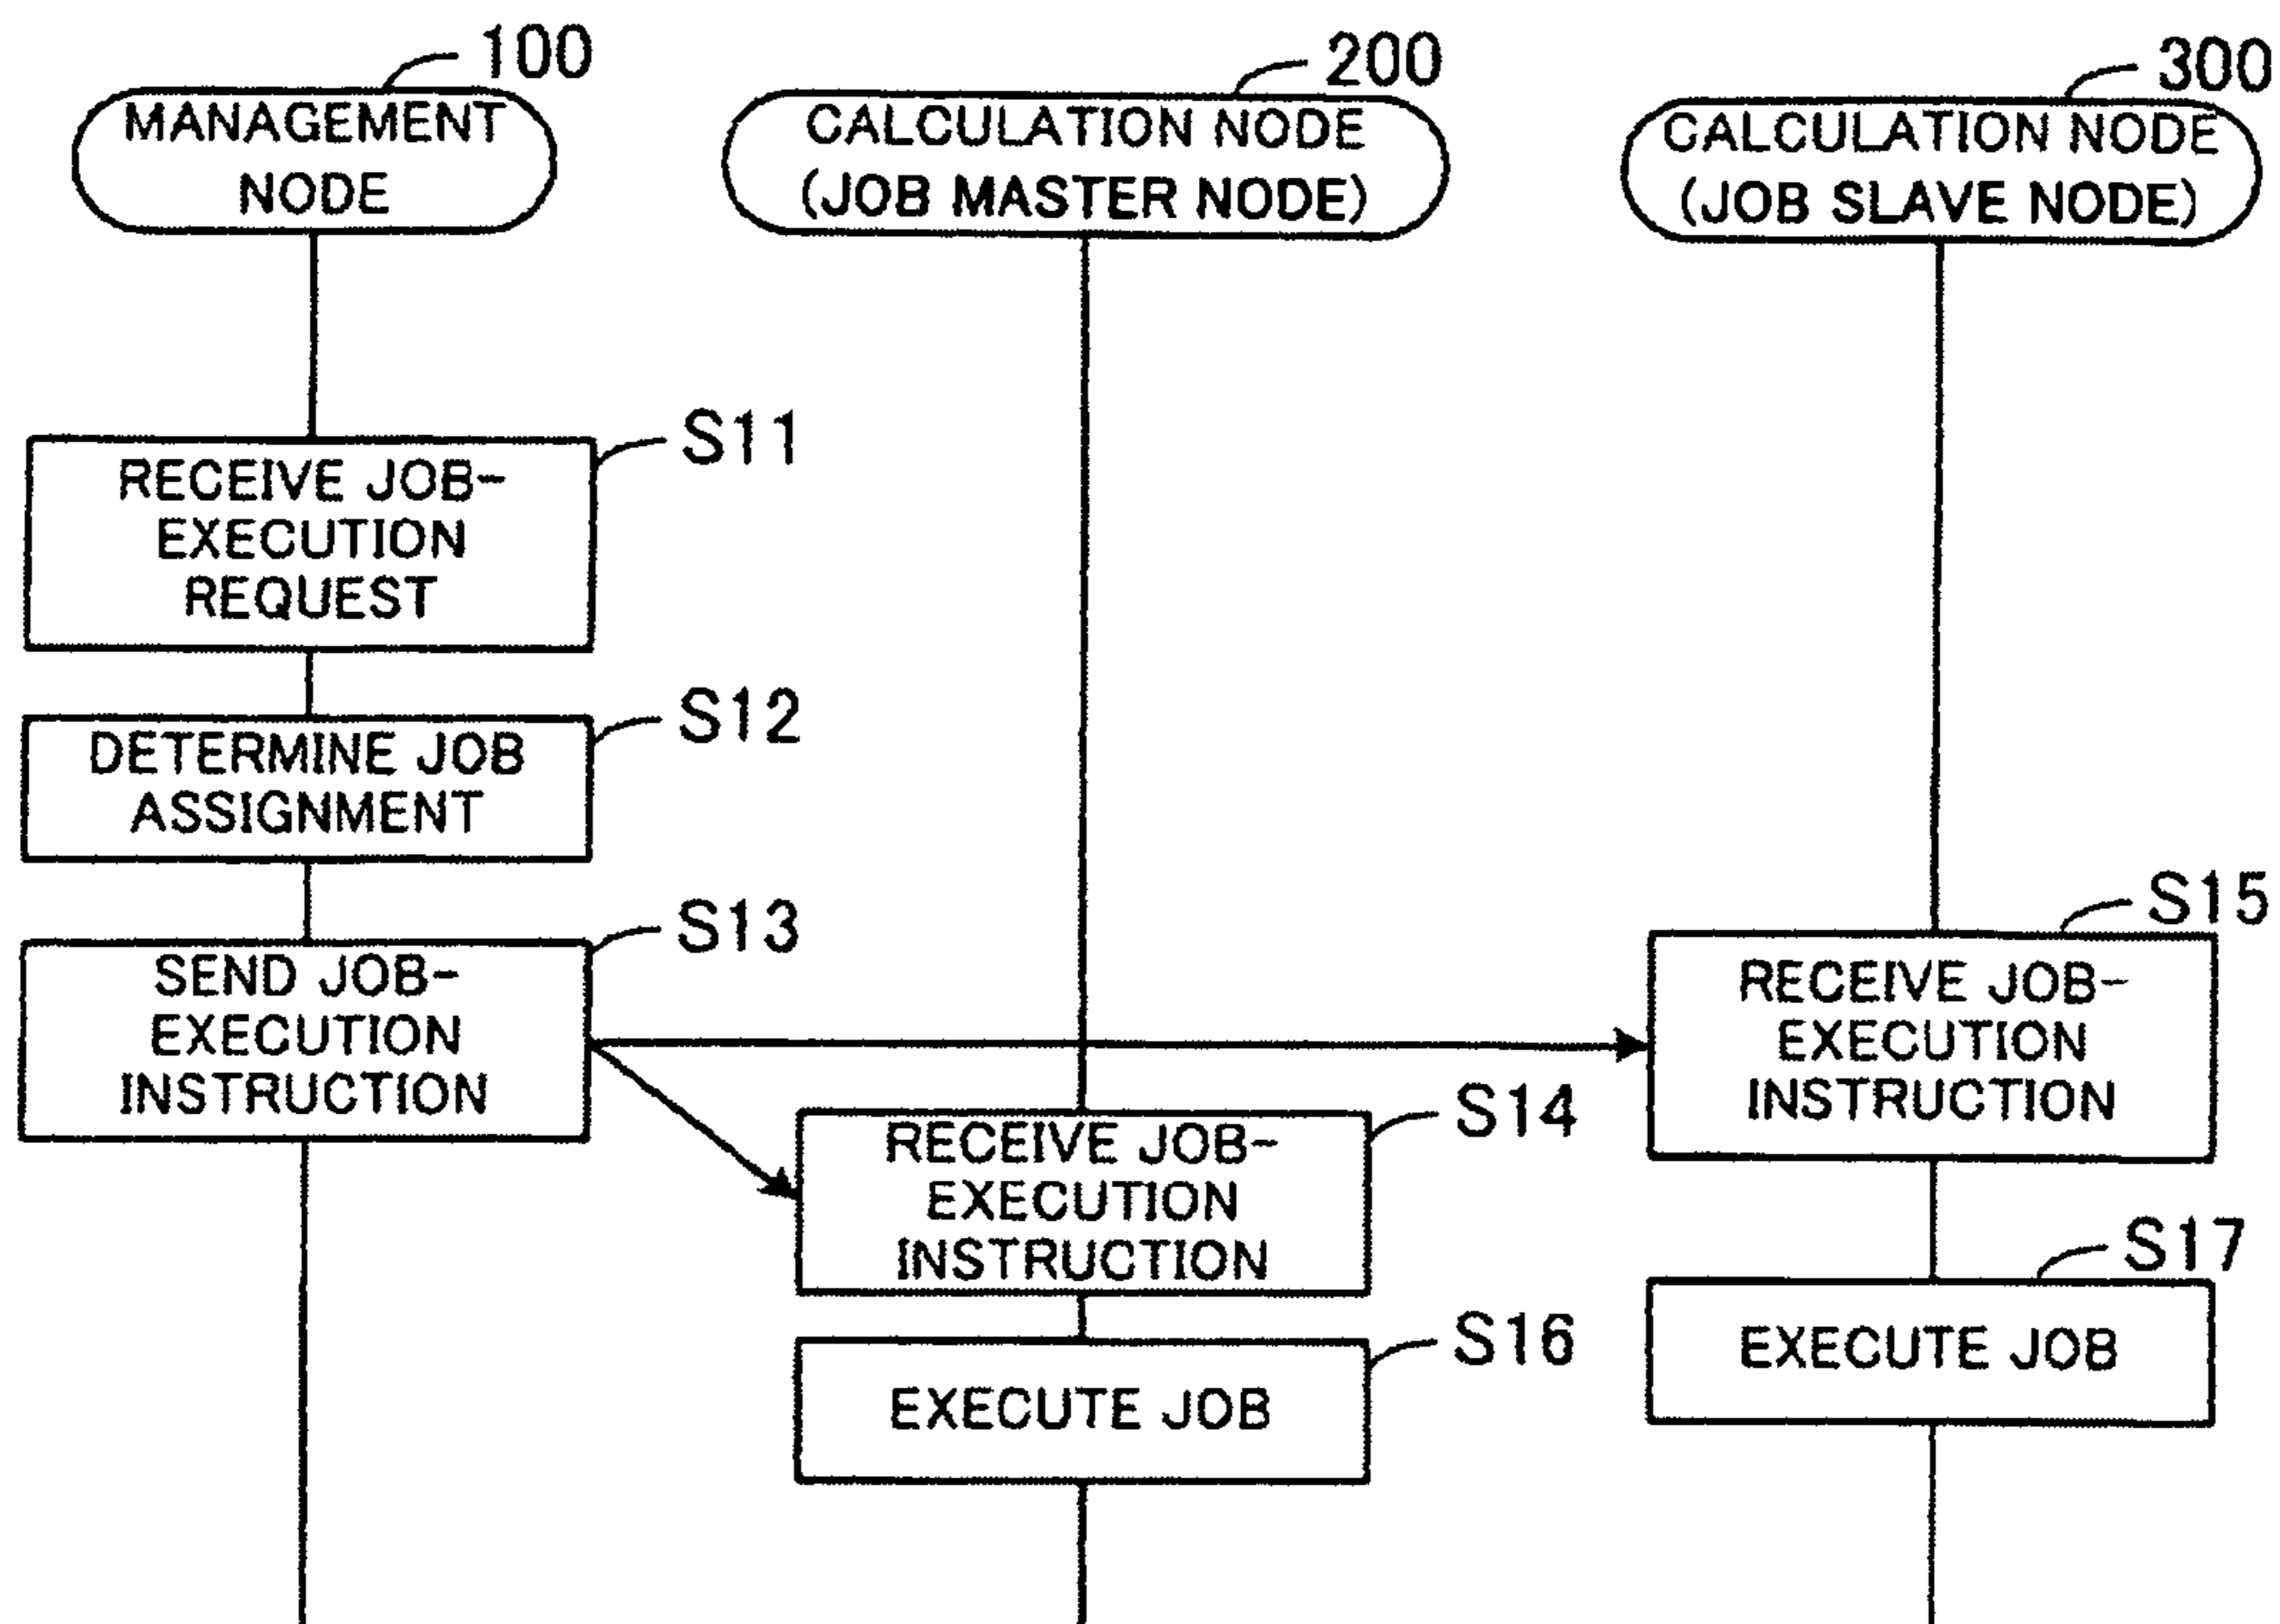 100
MANAGEMENT
NODE
200
CALCULATION NODE
(JOB MASTER NODE)
300
CALCULATION NODE
(JOB SLAVE NODE)
S11
RECEIVE JOB-
EXECUTION
REQUEST
S12
DETERMINE JOB
ASSIGNMENT
S13
SEND JOB-
EXECUTION
INSTRUCTION
S15
RECEIVE JOB-
EXECUTION
INSTRUCTION
S14
RECEIVE JOB-
EXECUTION
INSTRUCTION
S17
EXECUTE JOB
S16
EXECUTE JOB